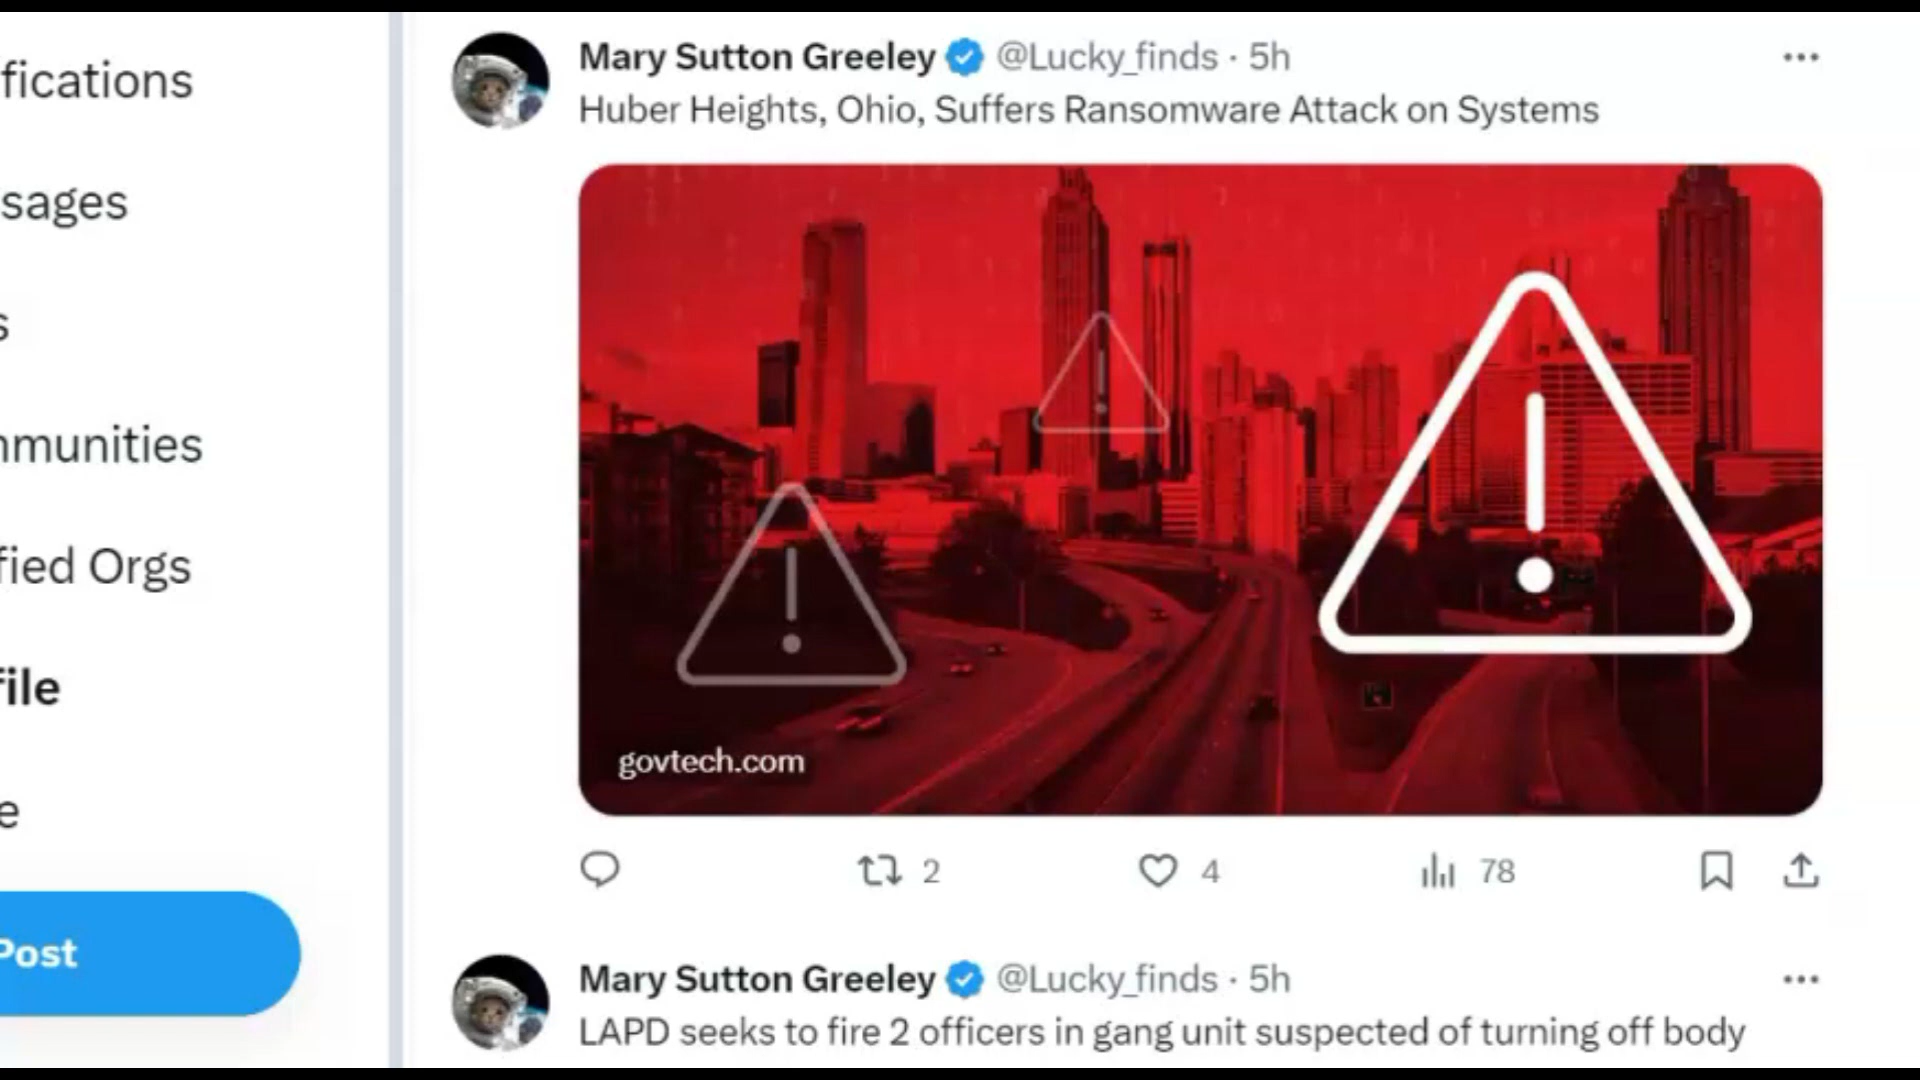 fications
sages
s
nmunities
fied Orgs
file
e
Post
Mary Sutton Greeley @Lucky_finds · 5h
Huber Heights, Ohio, Suffers Ransomware Attack on Systems
govtech.com
2 4 78
Mary Sutton Greeley @Lucky_finds · 5h
LAPD seeks to fire 2 officers in gang unit suspected of turning off body